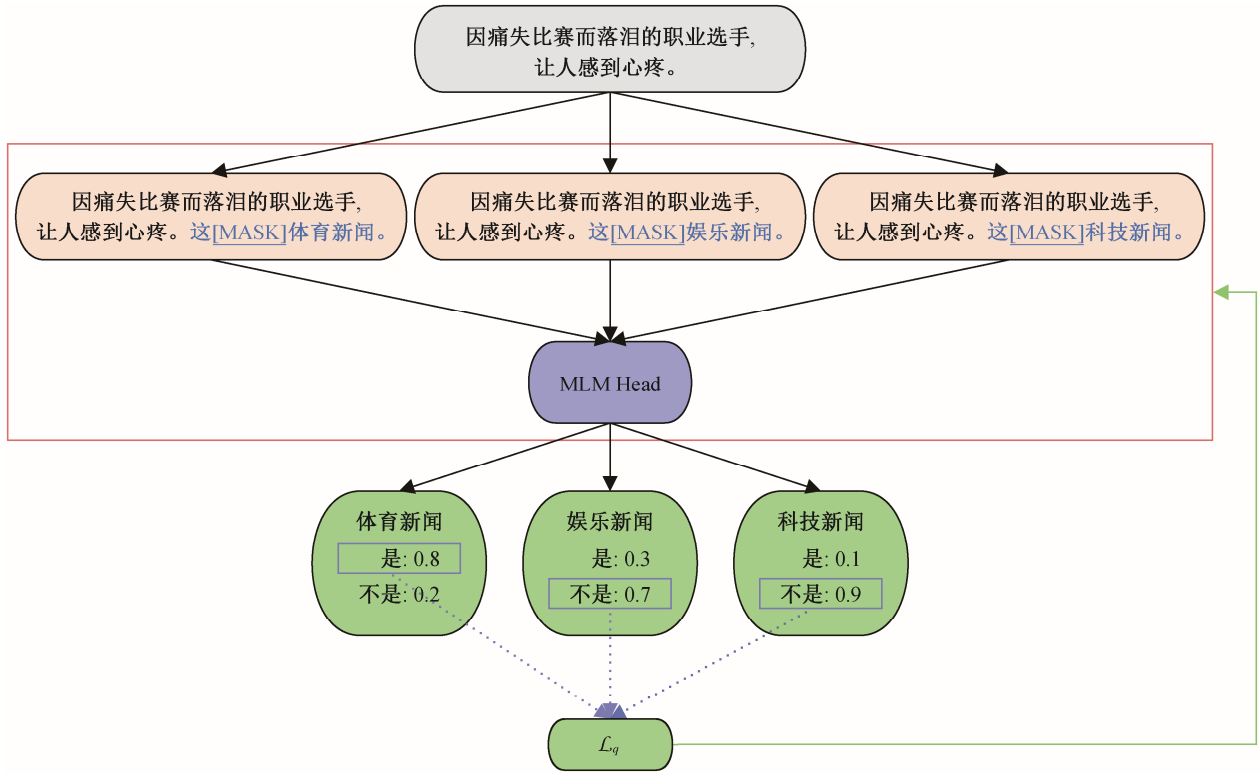 因痛失比赛而落泪的职业选手,
让人感到心疼。
因痛失比赛而落泪的职业选手,
让人感到心疼。这[MASK]体育新闻。
因痛失比赛而落泪的职业选手,
让人感到心疼。这[MASK]娱乐新闻。
因痛失比赛而落泪的职业选手,
让人感到心疼。这[MASK]科技新闻。
MLM Head
体育新闻
是: 0.8
不是: 0.2
娱乐新闻
是: 0.3
不是: 0.7
科技新闻
是: 0.1
不是: 0.9
ℒq